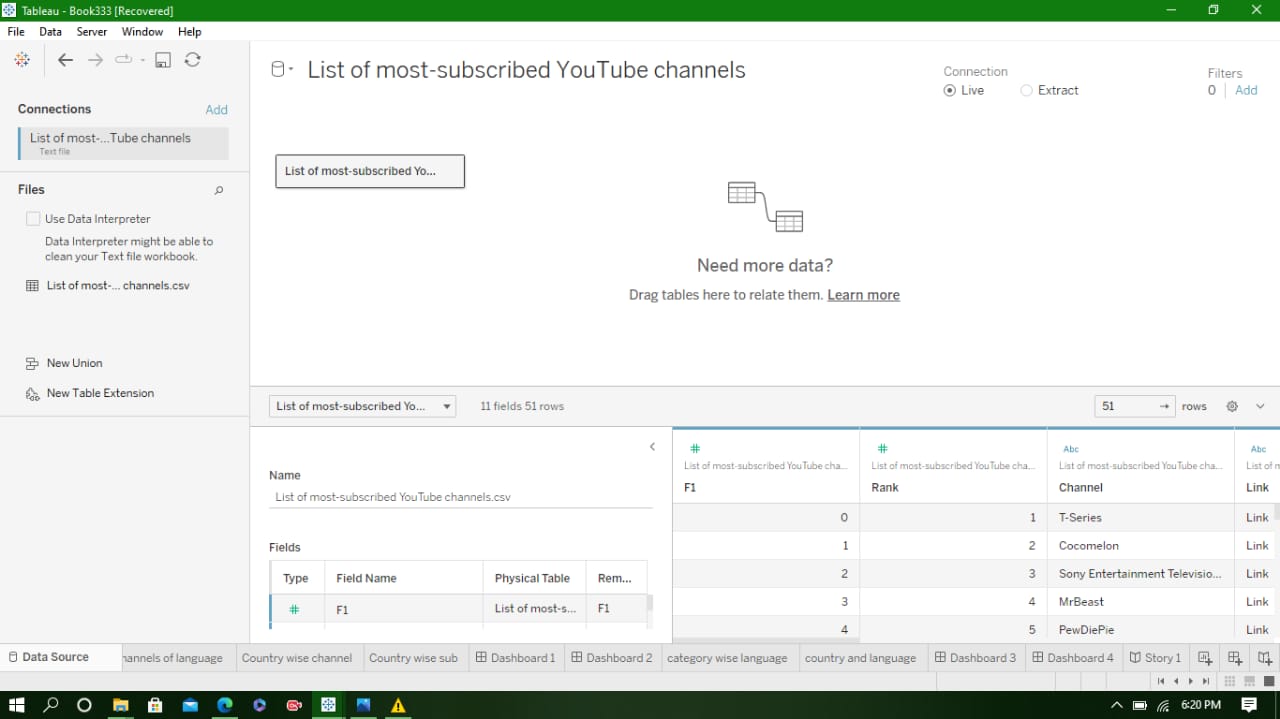 Tableau - Book333 [Recovered]
File Data Server Window Help
List of most-subscribed YouTube channels
Connection
Live
Extract
Filters
0
Add
Connections
Add
List of most-...Tube channels
Text file
List of most-subscribed Yo...
Files
Use Data Interpreter
Data Interpreter might be able to
clean your Text file workbook.
List of most-... channels.csv
New Union
New Table Extension
Need more data?
Drag tables here to relate them. Learn more
List of most-subscribed Yo...
11 fields 51 rows
51
rows
Name
List of most-subscribed YouTube channels.csv
Fields
Type Field Name Physical Table Rem...
# F1 List of most-s... F1
# # Abc Abc
List of most-subscribed YouTube cha... List of most-subscribed YouTube cha... List of most-subscribed YouTube cha... List of m
F1 Rank Channel Link
0 1 T-Series Link
1 2 Cocomelon Link
2 3 Sony Entertainment Televisio... Link
3 4 MrBeast Link
4 5 PewDiePie Link
Data Source hannels of language Country wise channel Country wise sub Dashboard 1 Dashboard 2 category wise language country and language Dashboard 3 Dashboard 4 Story 1
6:20 PM